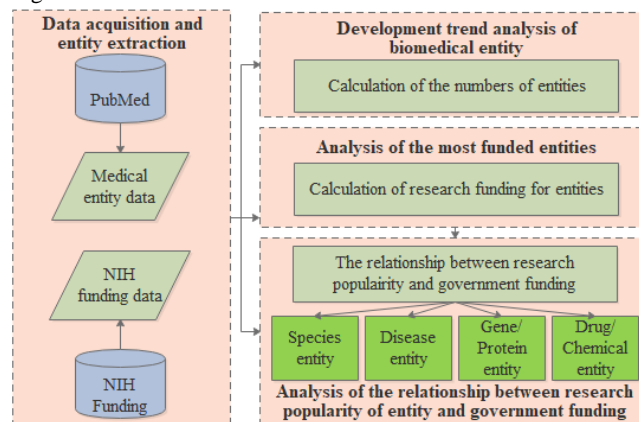 Data acquisition and
entity extraction
PubMed
Medical
entity data
NIH
funding data
NIH
Funding
Development trend analysis of
biomedical entity
Calculation of the numbers of entities
Analysis of the most funded entities
Calculation of research funding for entities
The relationship between research
populairity and government funding
Species
entity
Disease
entity
Gene/
Protein
entity
Drug/
Chemical
entity
Analysis of the relationship between research
popularity of entity and government funding